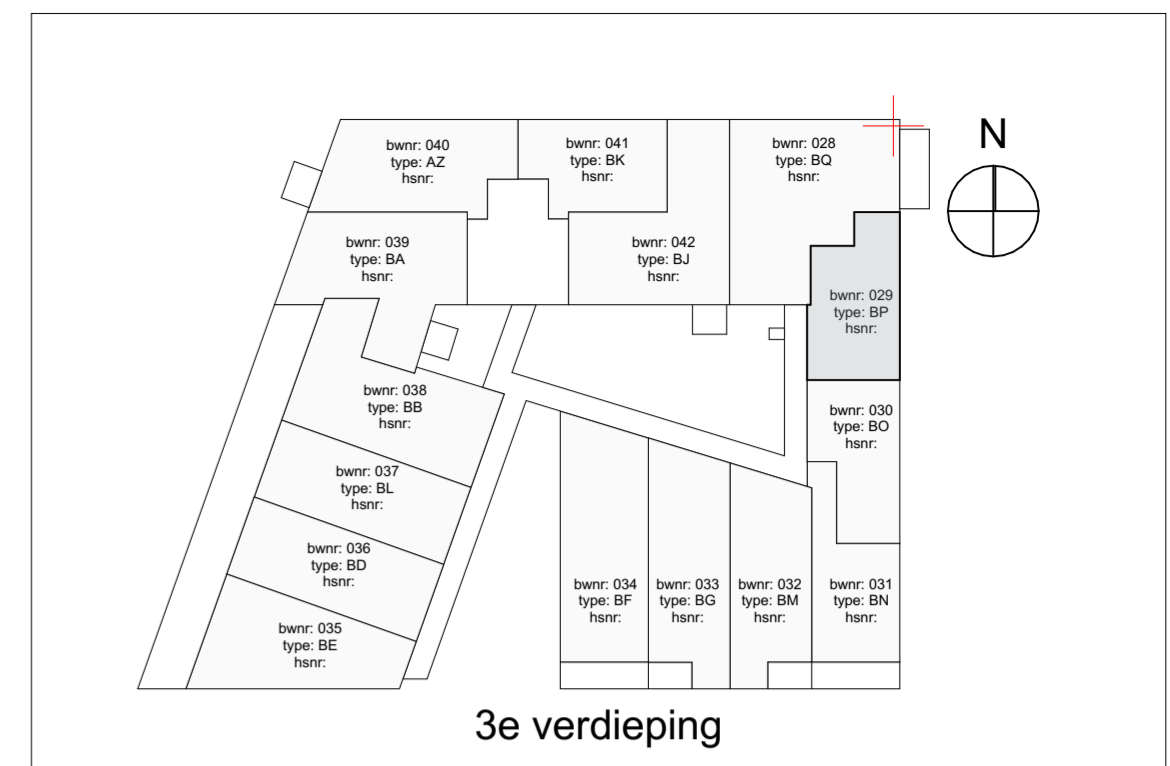 N
bwnr: 040
type: AZ
hsnr:
bwnr: 041
type: BK
hsnr:
bwnr: 028
type: BQ
hsnr:
bwnr: 039
type: BA
hsnr:
bwnr: 042
type: BJ
hsnr:
bwnr: 029
type: BP
hsnr:
bwnr: 038
type: BB
hsnr:
bwnr: 030
type: BO
hsnr:
bwnr: 037
type: BL
hsnr:
bwnr: 036
type: BD
hsnr:
bwnr: 034
type: BF
hsnr:
bwnr: 033
type: BG
hsnr:
bwnr: 032
type: BM
hsnr:
bwnr: 031
type: BN
hsnr:
bwnr: 035
type: BE
hsnr:
3e verdieping